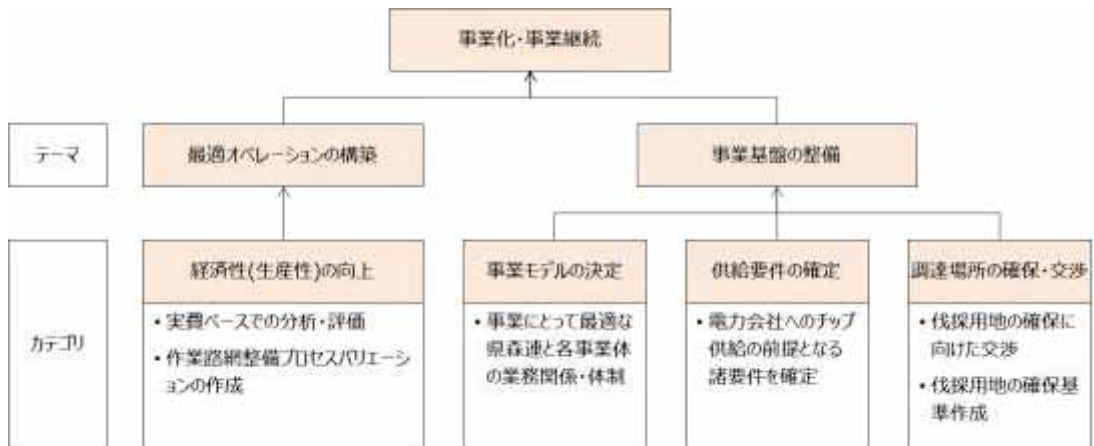 事業化・事業継続
テーマ
最適オペレーションの構築
事業基盤の整備
カテゴリ
経済性(生産性)の向上
• 実費ベースでの分析・評価
• 作業路網整備プロセスバリエーシ
ョンの作成
事業モデルの決定
• 事業にとって最適な
県森連と各事業体
の業務関係・体制
供給要件の確定
• 電力会社へのチップ
供給の前提となる
諸要件を確定
調達場所の確保・交渉
• 伐採用地の確保に
向けた交渉
• 伐採用地の確保基
準作成